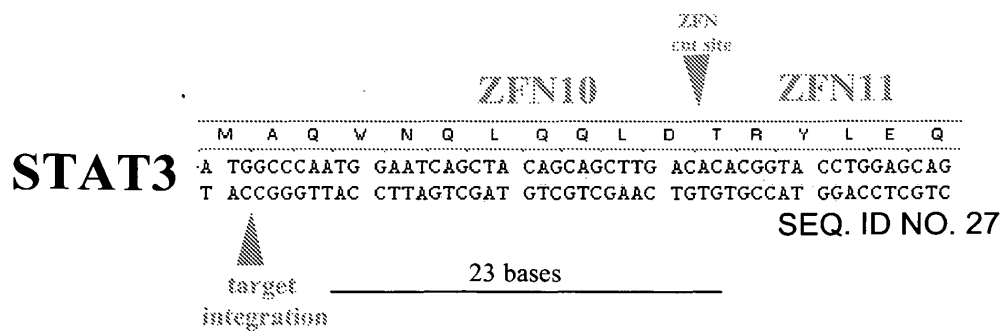 ZFN
cut site
ZFN10 ZFN11
M A Q W N Q L Q Q L D T R Y L E Q
STAT3
A TGGCCCAATG GAATCAGCTA CAGCAGCTTG ACACACGGTA CCTGGAGCAG
T ACCGGGTTAC CTTAGTCGAT GTCGTCGAAC TGTGTGCCAT GGACCTCGTC
SEQ. ID NO. 27
23 bases
target
integration